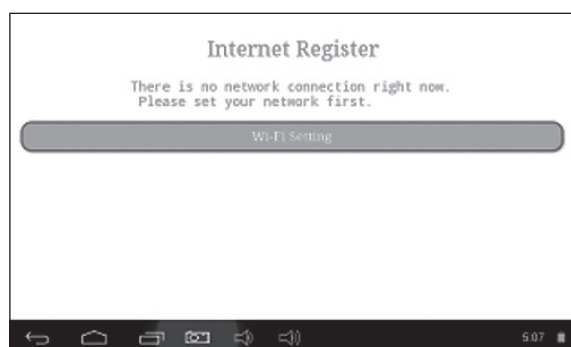 Internet Register
There is no network connection right now.
Please set your network first.
Wi-Fi Setting
5:07